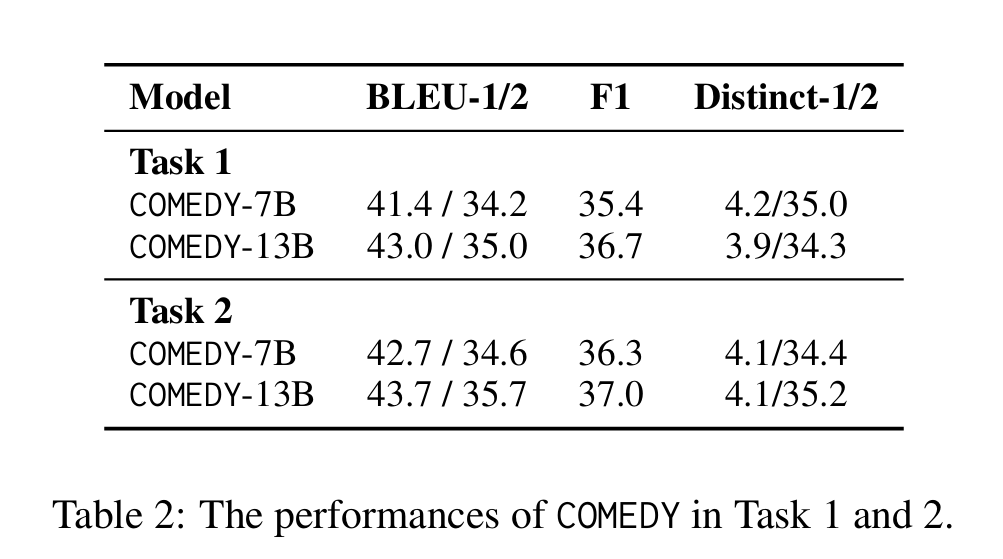 Model BLEU-1/2 F1 Distinct-1/2
Task 1
COMEDY-7B 41.4 / 34.2 35.4 4.2/35.0
COMEDY-13B 43.0 / 35.0 36.7 3.9/34.3
Task 2
COMEDY-7B 42.7 / 34.6 36.3 4.1/34.4
COMEDY-13B 43.7 / 35.7 37.0 4.1/35.2
Table 2: The performances of COMEDY in Task 1 and 2.